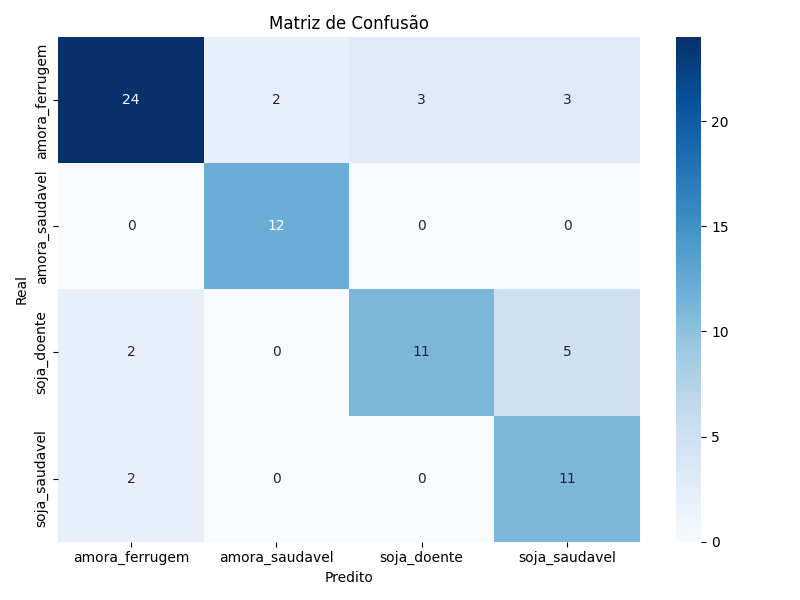 Matriz de Confusão
Real
amora_ferrugem
24 2 3 3
amora_saudavel
0 12 0 0
soja_doente
2 0 11 5
soja_saudavel
2 0 0 11
amora_ferrugem amora_saudavel soja_doente soja_saudavel
Predito
20
15
10
5
0